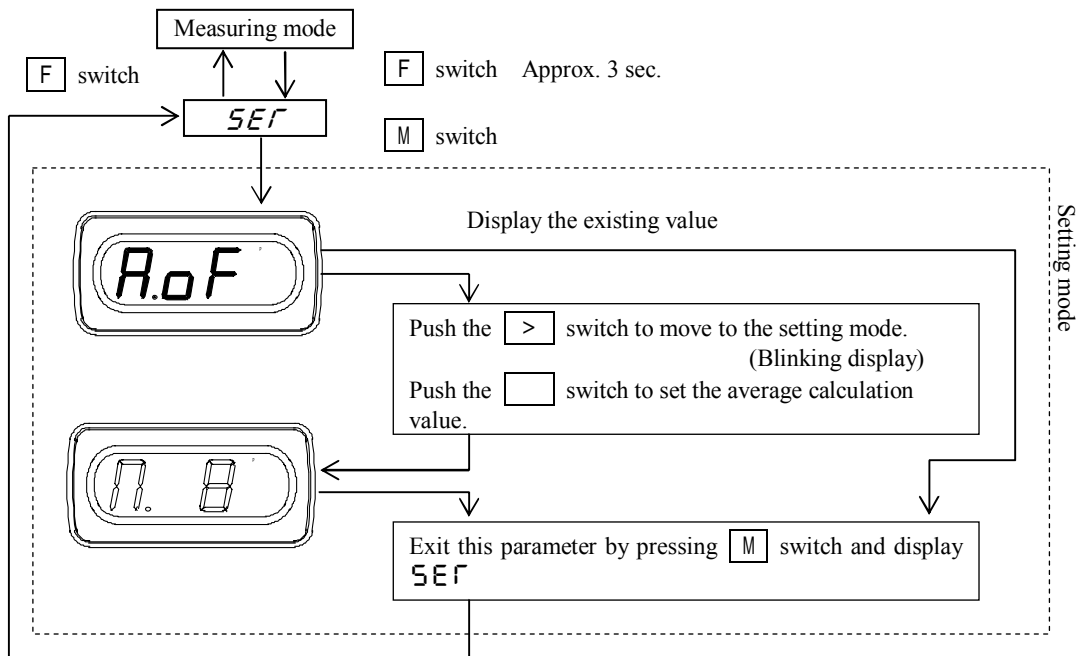 Measuring mode
F switch
F switch Approx. 3 sec.
SET
M switch
Setting mode
Display the existing value
A.oF
Push the > switch to move to the setting mode.
(Blinking display)
Push the switch to set the average calculation
value.
n. 8
Exit this parameter by pressing M switch and display
SET